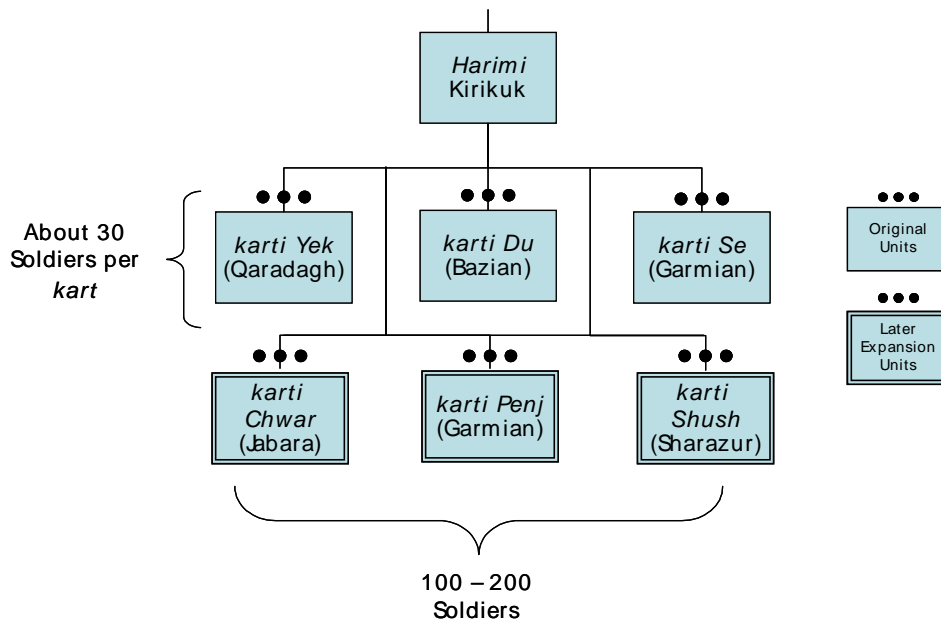 Harimi
Kirikuk
About 30
Soldiers per
kart
karti Yek
(Qaradagh)
karti Du
(Bazian)
karti Se
(Garmian)
Original
Units
karti
Chwar
(Jabara)
karti Penj
(Garmian)
karti
Shush
(Sharazur)
Later
Expansion
Units
100 – 200
Soldiers